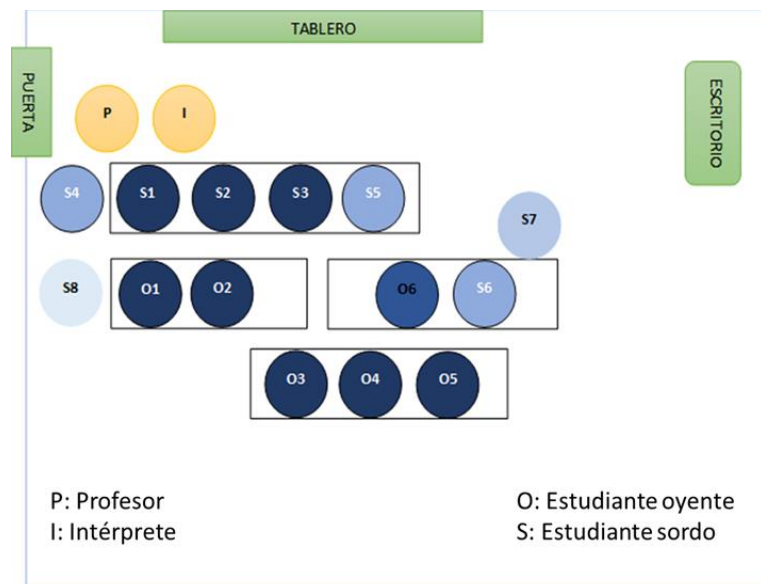 TABLERO
PUERTA
ESCRITORIO
P I
S4 S1 S2 S3 S5
S7
S8 O1 O2 O6 S6
O3 O4 O5
P: Profesor
I: Intérprete
O: Estudiante oyente
S: Estudiante sordo